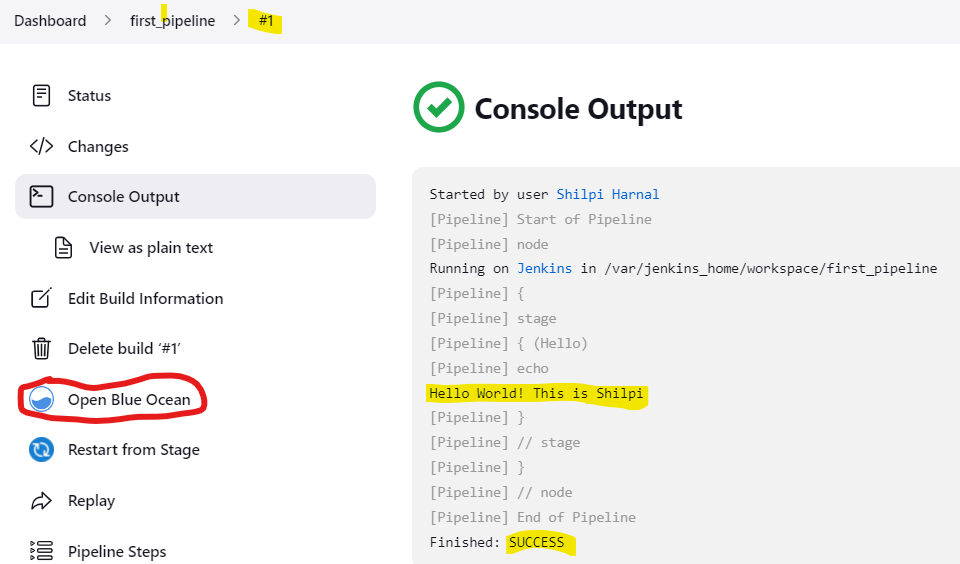 Dashboard > first_pipeline > #1
Status
Changes
Console Output
View as plain text
Edit Build Information
Delete build ‘#1’
Open Blue Ocean
Restart from Stage
Replay
Pipeline Steps
Console Output
Started by user Shilpi Harnal
[Pipeline] Start of Pipeline
[Pipeline] node
Running on Jenkins in /var/jenkins_home/workspace/first_pipeline
[Pipeline] {
[Pipeline] stage
[Pipeline] { (Hello)
[Pipeline] echo
Hello World! This is Shilpi
[Pipeline] }
[Pipeline] // stage
[Pipeline] }
[Pipeline] // node
[Pipeline] End of Pipeline
Finished: SUCCESS